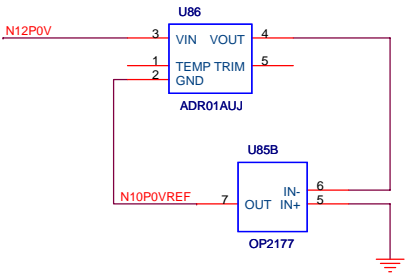 U86
N12P0V
3
VIN
VOUT
4
1
TEMP
TRIM
5
2
GND
ADR01AUJ
U85B
N10P0VREF
7
OUT
IN-
6
IN+
5
OP2177